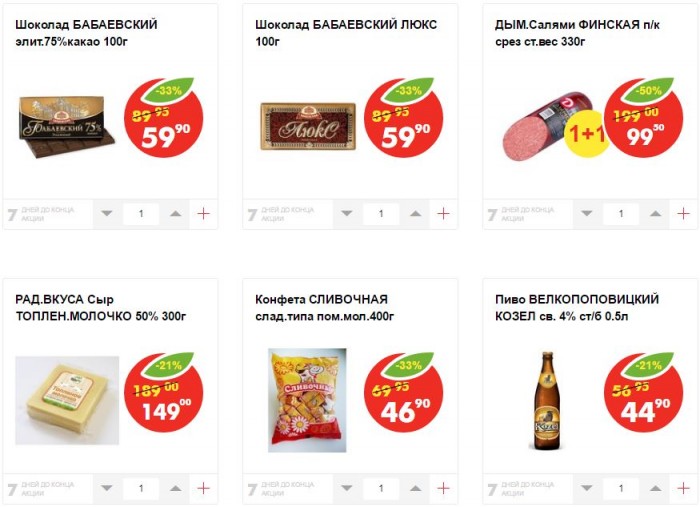 Шоколад БАБАЕВСКИЙ
элит.75%какао 100г
-33%
89 95
59 90
БАБАЕВСКИЙ 75%
7 ДНЕЙ ДО КОНЦА
АКЦИИ
1
+
Шоколад БАБАЕВСКИЙ ЛЮКС
100г
-33%
89 95
59 90
Люкс
7 ДНЕЙ ДО КОНЦА
АКЦИИ
1
+
ДЫМ.Салями ФИНСКАЯ п/к
срез ст.вес 330г
-50%
199 00
99 50
1+1
7 ДНЕЙ ДО КОНЦА
АКЦИИ
1
+
РАД.ВКУСА Сыр
ТОПЛЕН.МОЛОЧКО 50% 300г
-21%
189 00
149 00
7 ДНЕЙ ДО КОНЦА
АКЦИИ
1
+
Конфета СЛИВОЧНАЯ
слад.типа пом.мол.400г
-33%
69 95
46 90
7 ДНЕЙ ДО КОНЦА
АКЦИИ
1
+
Пиво ВЕЛКОПОПОВИЦКИЙ
КОЗЕЛ св. 4% ст/б 0.5л
-21%
56 95
44 90
Kozel
7 ДНЕЙ ДО КОНЦА
АКЦИИ
1
+